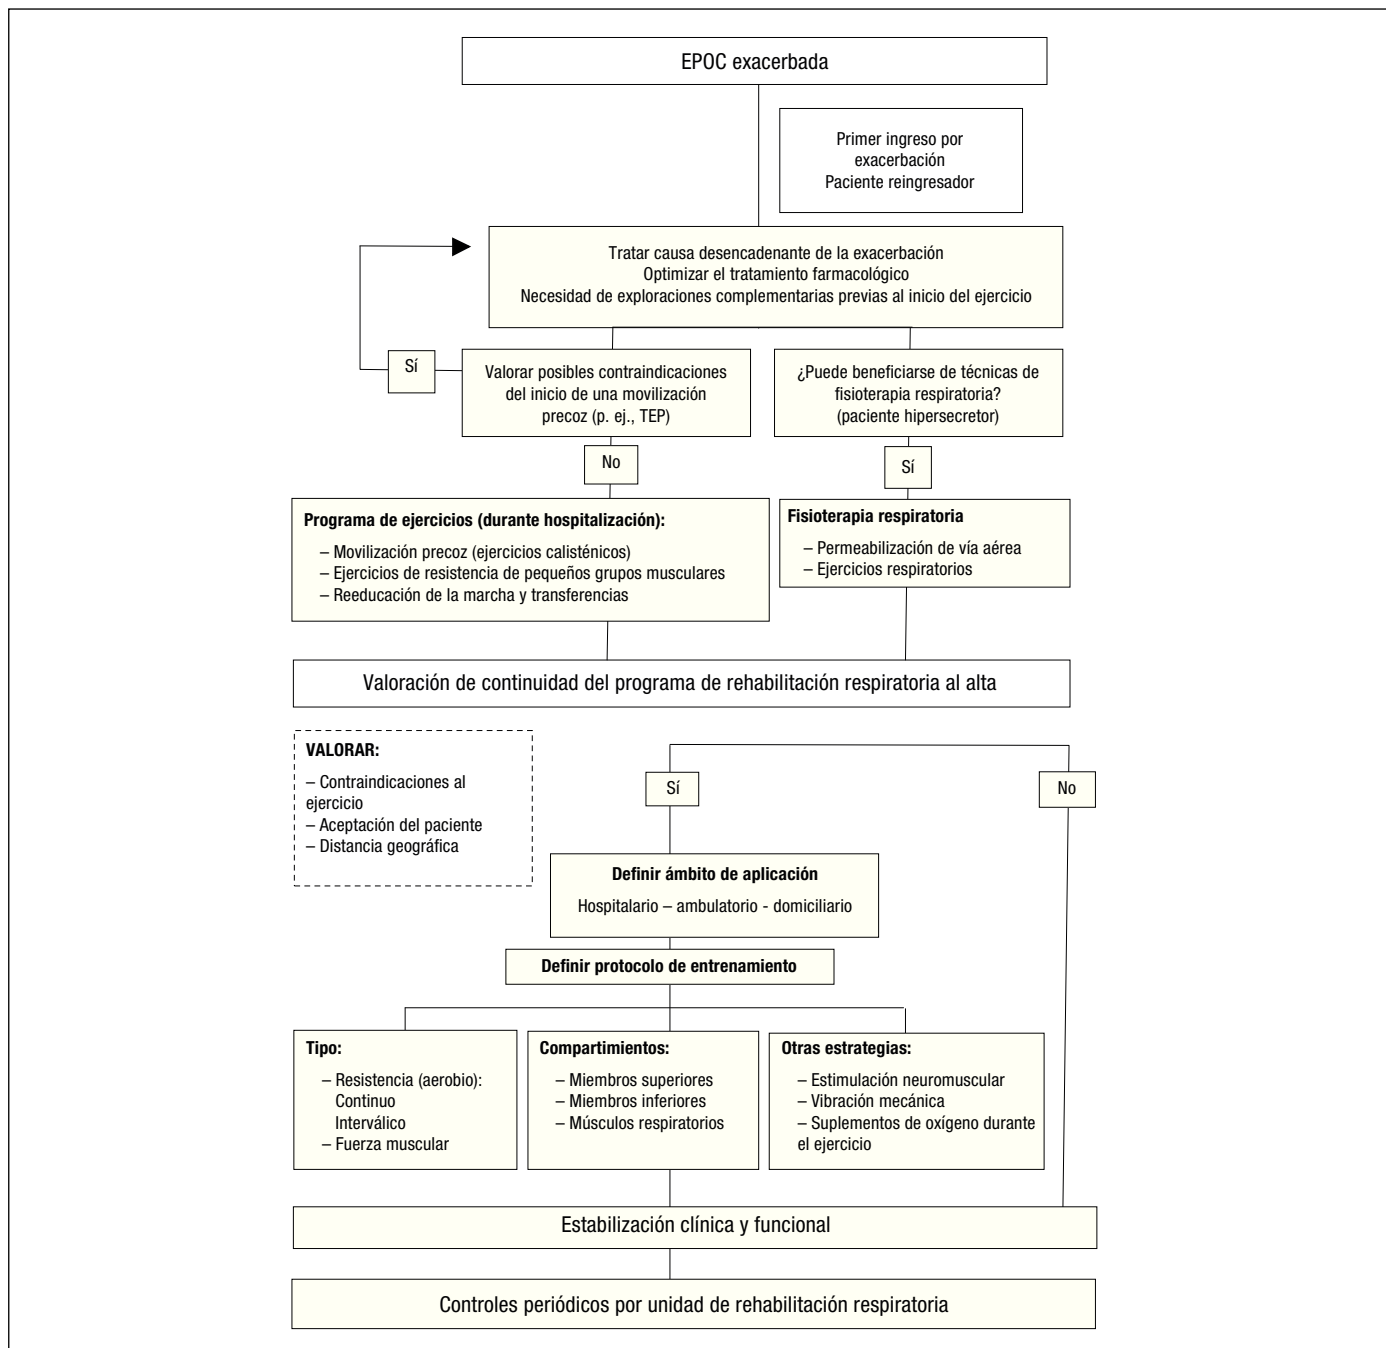 EPOC exacerbada
Primer ingreso por
exacerbación
Paciente reingresador
Tratar causa desencadenante de la exacerbación
Optimizar el tratamiento farmacológico
Necesidad de exploraciones complementarias previas al inicio del ejercicio
Sí
Valorar posibles contraindicaciones
del inicio de una movilización
precoz (p. ej., TEP)
¿Puede beneficiarse de técnicas de
fisioterapia respiratoria?
(paciente hipersecretor)
No
Sí
Programa de ejercicios (durante hospitalización):
– Movilización precoz (ejercicios calisténicos)
– Ejercicios de resistencia de pequeños grupos musculares
– Reeducación de la marcha y transferencias
Fisioterapia respiratoria
– Permeabilización de vía aérea
– Ejercicios respiratorios
Valoración de continuidad del programa de rehabilitación respiratoria al alta
VALORAR:
– Contraindicaciones al
ejercicio
– Aceptación del paciente
– Distancia geográfica
Sí
No
Definir ámbito de aplicación
Hospitalario – ambulatorio - domiciliario
Definir protocolo de entrenamiento
Tipo:
– Resistencia (aerobio):
Continuo
Interválico
– Fuerza muscular
Compartimientos:
– Miembros superiores
– Miembros inferiores
– Músculos respiratorios
Otras estrategias:
– Estimulación neuromuscular
– Vibración mecánica
– Suplementos de oxígeno durante
el ejercicio
Estabilización clínica y funcional
Controles periódicos por unidad de rehabilitación respiratoria